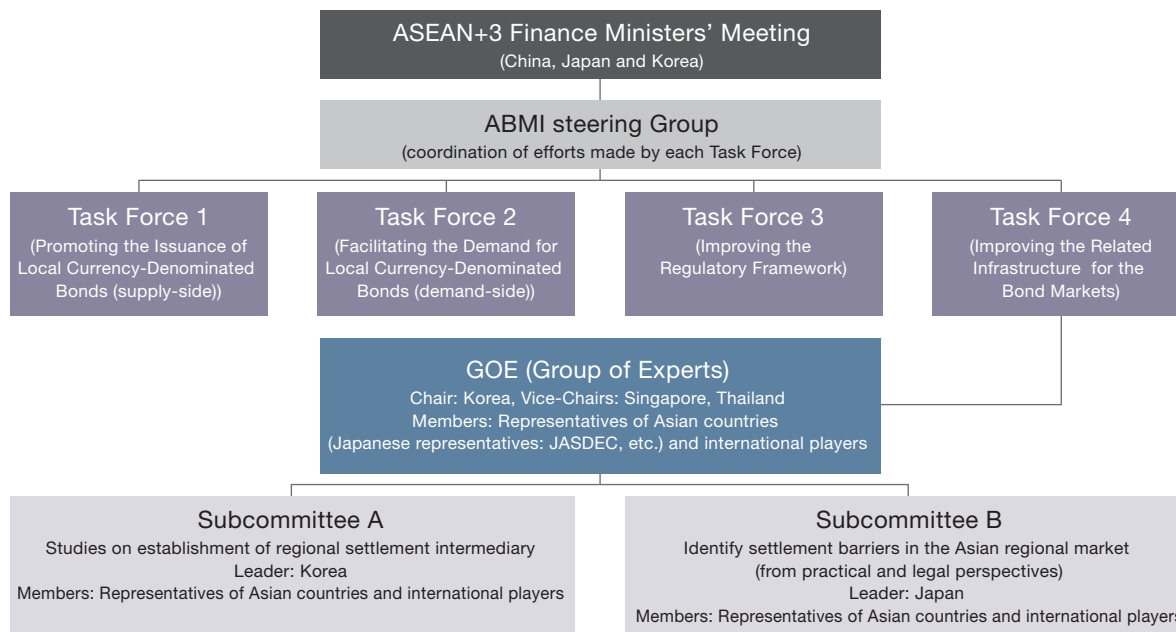 ASEAN+3 Finance Ministers’ Meeting
(China, Japan and Korea)
ABMI steering Group
(coordination of efforts made by each Task Force)
Task Force 1
(Promoting the Issuance of
Local Currency-Denominated
Bonds (supply-side))
Task Force 2
(Facilitating the Demand for
Local Currency-Denominated
Bonds (demand-side))
Task Force 3
(Improving the
Regulatory Framework)
Task Force 4
(Improving the Related
Infrastructure for the
Bond Markets)
GOE (Group of Experts)
Chair: Korea, Vice-Chairs: Singapore, Thailand
Members: Representatives of Asian countries
(Japanese representatives: JASDEC, etc.) and international players
Subcommittee A
Studies on establishment of regional settlement intermediary
Leader: Korea
Members: Representatives of Asian countries and international players
Subcommittee B
Identify settlement barriers in the Asian regional market
(from practical and legal perspectives)
Leader: Japan
Members: Representatives of Asian countries and international players